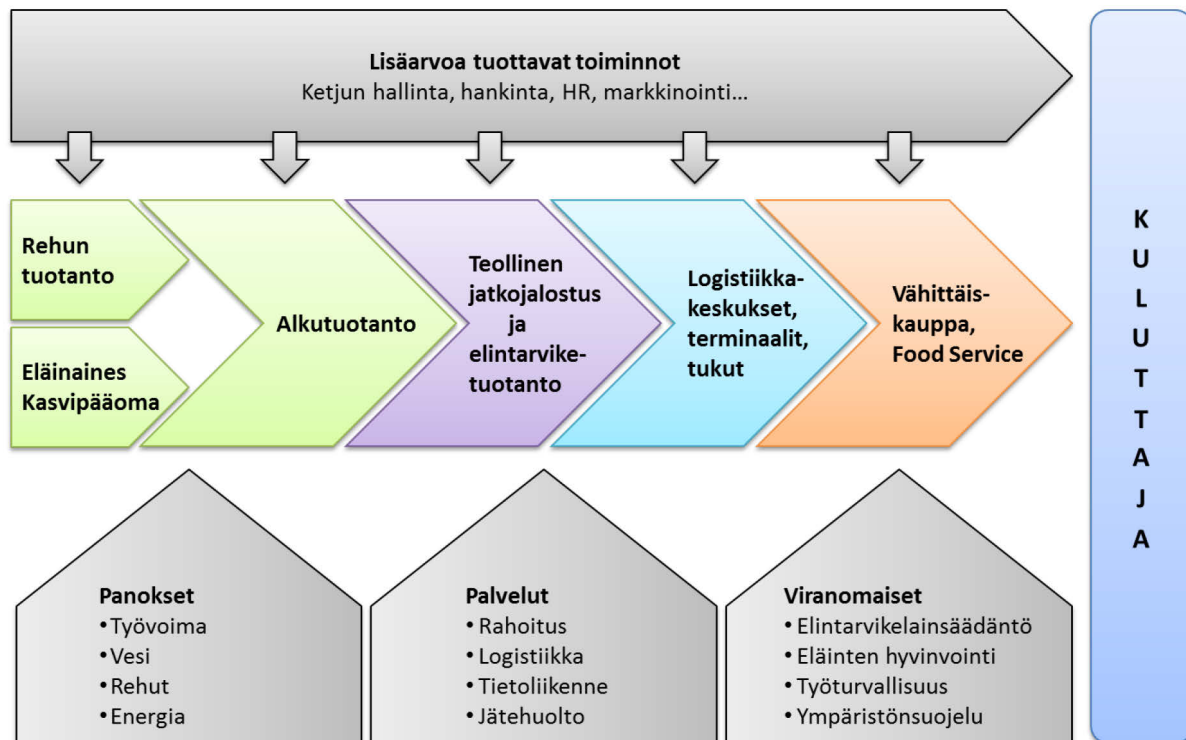 Lisäarvoa tuottavat toiminnot
Ketjun hallinta, hankinta, HR, markkinointi...
Rehun
tuotanto
Eläinaines
Kasvipääoma
Alkutuotanto
Teollinen
jatkojalostus
ja
elintarvike-
tuotanto
Logistiikka-
keskukset,
terminaalit,
tukut
Vähittäis-
kauppa,
Food Service
Panokset
• Työvoima
• Vesi
• Rehut
• Energia
Palvelut
• Rahoitus
• Logistiikka
• Tietoliikenne
• Jätehuolto
Viranomaiset
• Elintarvikelainsäädäntö
• Eläinten hyvinvointi
• Työturvallisuus
• Ympäristönsuojelu
K
U
L
U
T
T
A
J
A